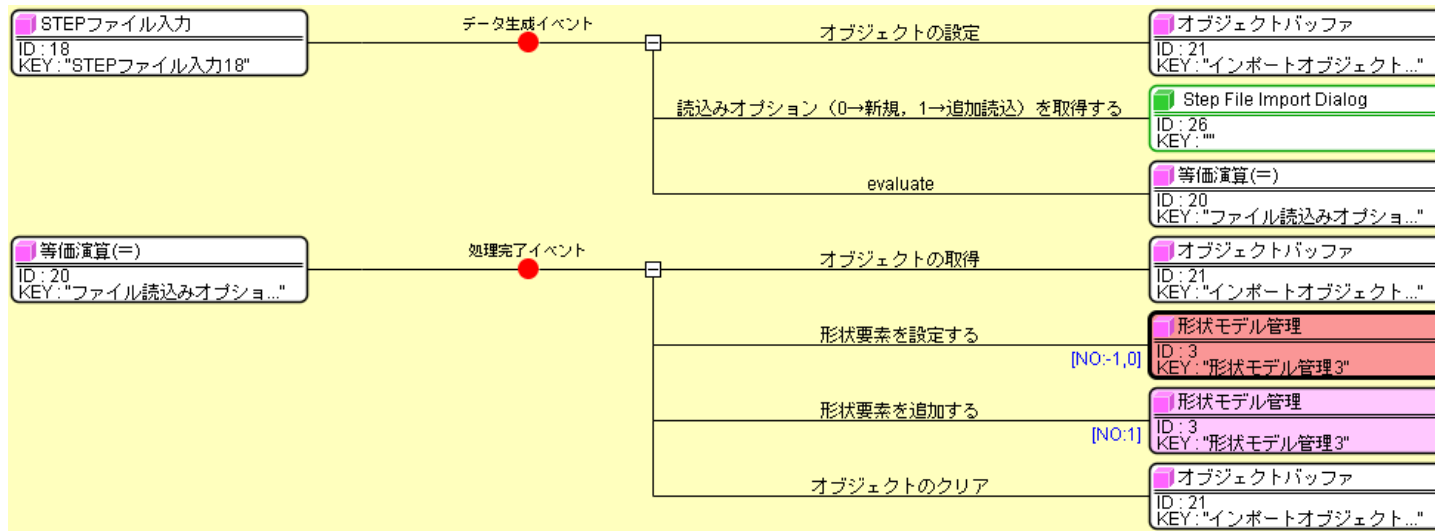 STEPファイル入力
ID : 18
KEY : "STEPファイル入力18"
データ生成イベント
オブジェクトの設定
オブジェクトバッファ
ID : 21
KEY : "インポートオブジェクト..."
読込みオプション（0→新規，1→追加読込）を取得する
Step File Import Dialog
ID : 26
KEY : ""
evaluate
等価演算(＝)
ID : 20
KEY : "ファイル読込みオプショ..."
等価演算(＝)
ID : 20
KEY : "ファイル読込みオプショ..."
処理完了イベント
オブジェクトの取得
オブジェクトバッファ
ID : 21
KEY : "インポートオブジェクト..."
形状要素を設定する
[NO:-1,0]
形状モデル管理
ID : 3
KEY : "形状モデル管理3"
形状要素を追加する
[NO:1]
形状モデル管理
ID : 3
KEY : "形状モデル管理3"
オブジェクトのクリア
オブジェクトバッファ
ID : 21
KEY : "インポートオブジェクト..."